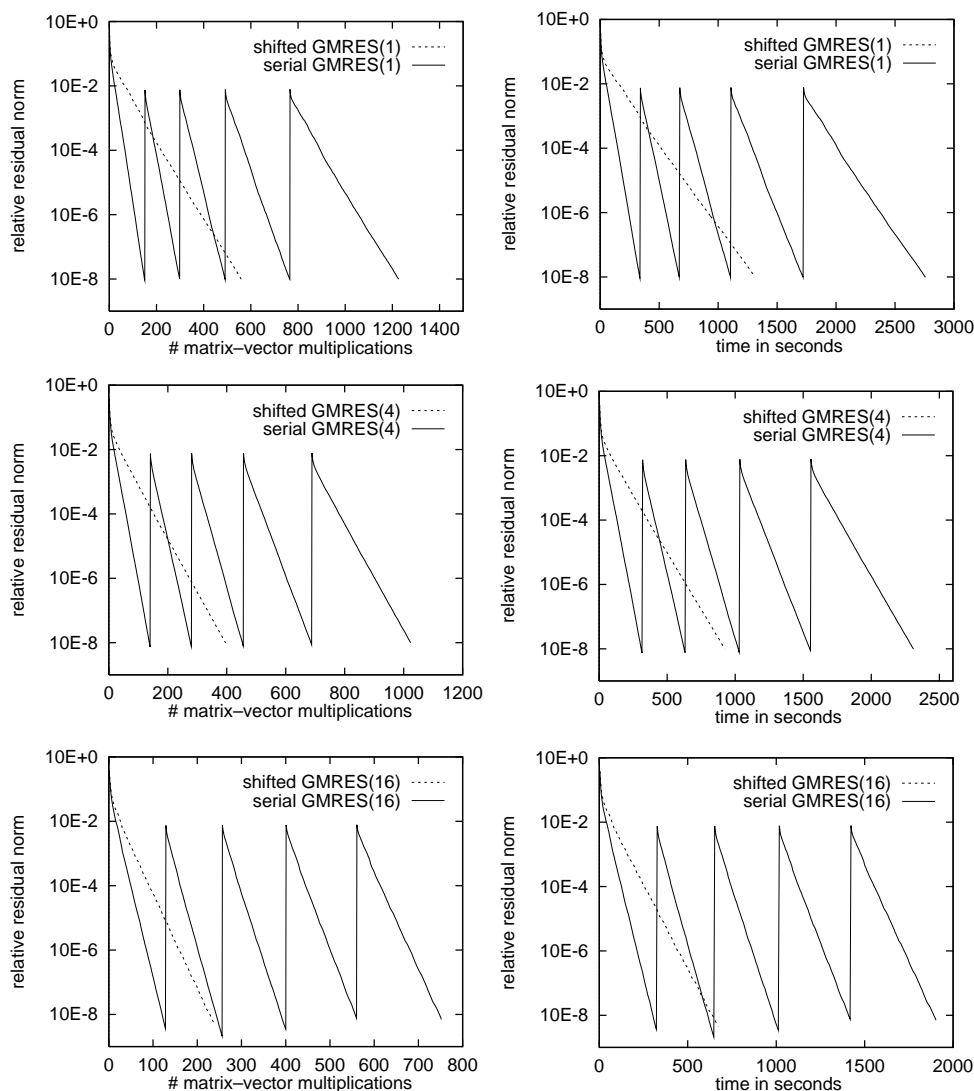 10E+0
shifted GMRES(1)
serial GMRES(1)
10E-2
10E-4
10E-6
10E-8
relative residual norm
0 200 400 600 800 1000 1200 1400
# matrix–vector multiplications
10E+0
shifted GMRES(1)
serial GMRES(1)
10E-2
10E-4
10E-6
10E-8
relative residual norm
0 500 1000 1500 2000 2500 3000
time in seconds
10E+0
shifted GMRES(4)
serial GMRES(4)
10E-2
10E-4
10E-6
10E-8
relative residual norm
0 200 400 600 800 1000 1200
# matrix–vector multiplications
10E+0
shifted GMRES(4)
serial GMRES(4)
10E-2
10E-4
10E-6
10E-8
relative residual norm
0 500 1000 1500 2000 2500
time in seconds
10E+0
shifted GMRES(16)
serial GMRES(16)
10E-2
10E-4
10E-6
10E-8
relative residual norm
0 100 200 300 400 500 600 700 800
# matrix–vector multiplications
10E+0
shifted GMRES(16)
serial GMRES(16)
10E-2
10E-4
10E-6
10E-8
relative residual norm
0 500 1000 1500 2000
time in seconds